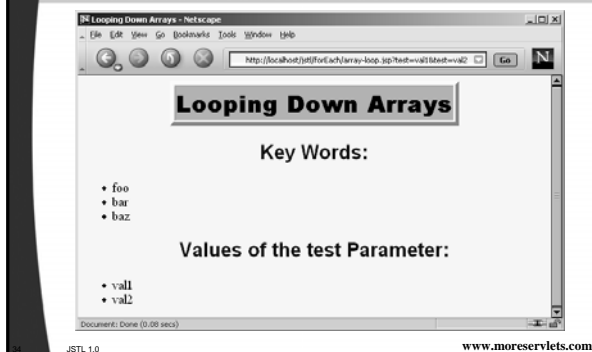 Looping Down Arrays - Netscape
File Edit View Go Bookmarks Tools Window Help
http://localhost/jstl/forEach/array-loop.jsp?test=val1&test=val2 Go N
Looping Down Arrays
Key Words:
• foo
• bar
• baz
Values of the test Parameter:
• val1
• val2
Document: Done (0.08 secs)
34 JSTL 1.0 www.moreservlets.com